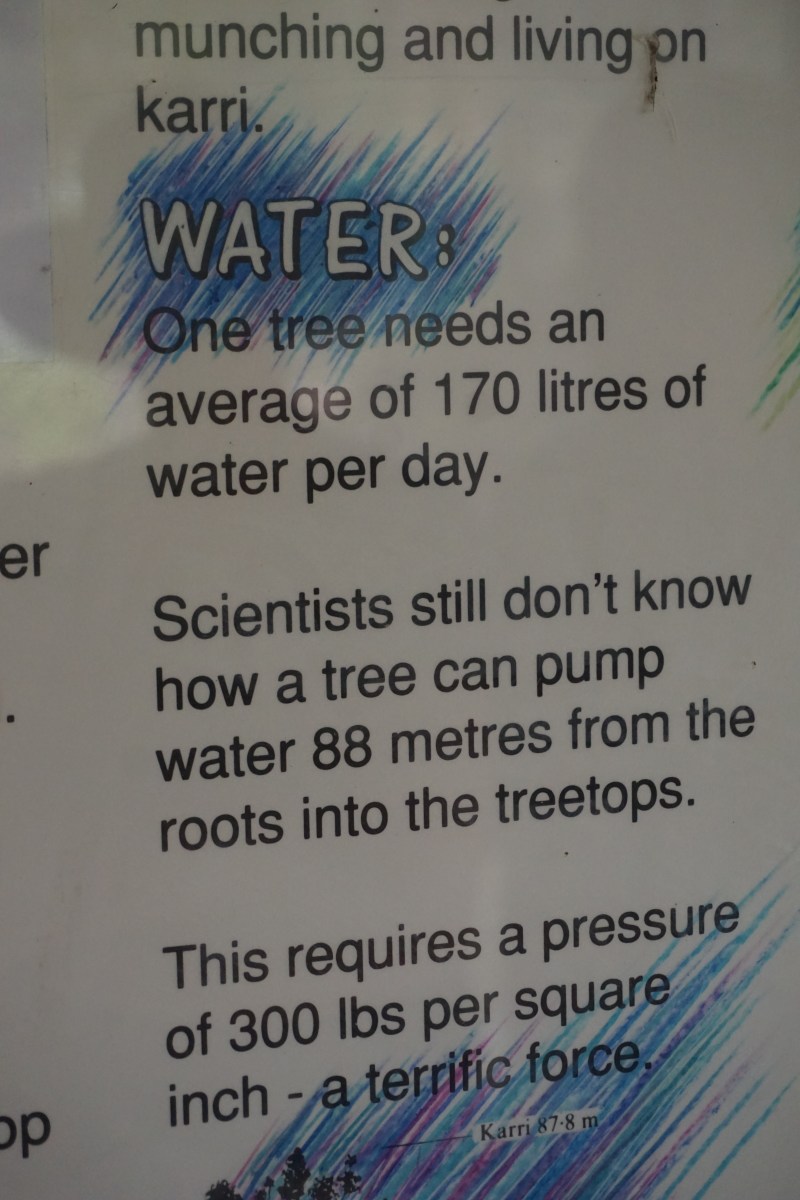 munching and living on
karri.
WATER:
One tree needs an
average of 170 litres of
water per day.
er
Scientists still don't know
how a tree can pump
.
water 88 metres from the
roots into the treetops.
This requires a pressure
of 300 lbs per square
inch - a terrific force.
op
Karri 87·8 m